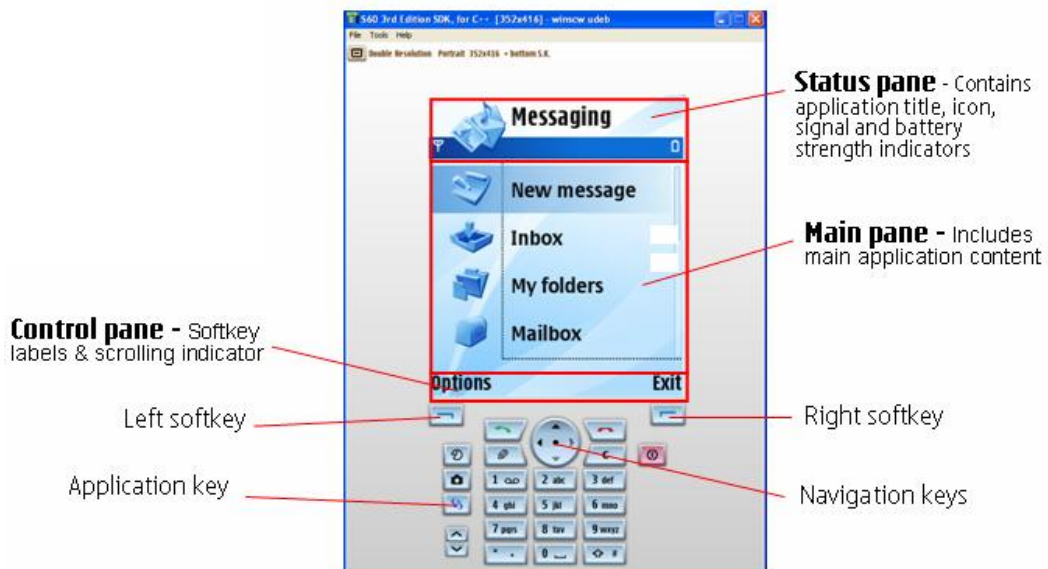 S60 3rd Edition SDK, for C++ [352x416] - winscw udeb
File Tools Help
Double Resolution Portrait 352x416 + bottom S.K.
Messaging
New message
Inbox
My folders
Mailbox
Options Exit
Status pane - Contains
application title, icon,
signal and battery
strength indicators
Main pane - Includes
main application content
Control pane - Softkey
labels & scrolling indicator
Left softkey
Right softkey
Application key
Navigation keys
C
1
2 abc
3 def
4 ghi
5 jkl
6 mno
7 pqrs
8 tuv
9 wxyz
* .
0
#